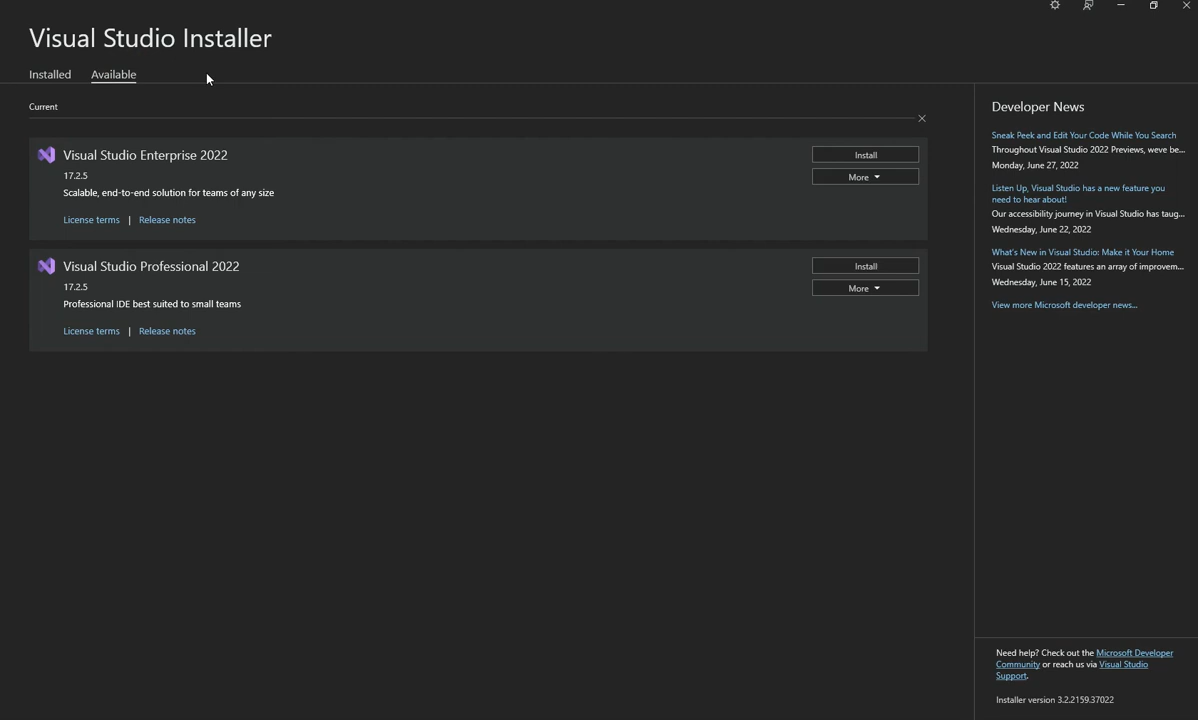 Visual Studio Installer
Installed
Available
Current
Visual Studio Enterprise 2022
17.2.5
Scalable, end-to-end solution for teams of any size
License terms | Release notes
Install
More
Visual Studio Professional 2022
17.2.5
Professional IDE best suited to small teams
License terms | Release notes
Install
More
Developer News
Sneak Peek and Edit Your Code While You Search
Throughout Visual Studio 2022 Previews, weve be...
Monday, June 27, 2022
Listen Up, Visual Studio has a new feature you
need to hear about!
Our accessibility journey in Visual Studio has taug...
Wednesday, June 22, 2022
What's New in Visual Studio: Make it Your Home
Visual Studio 2022 features an array of improvem...
Wednesday, June 15, 2022
View more Microsoft developer news...
Need help? Check out the Microsoft Developer
Community or reach us via Visual Studio
Support.
Installer version 3.2.2159.37022